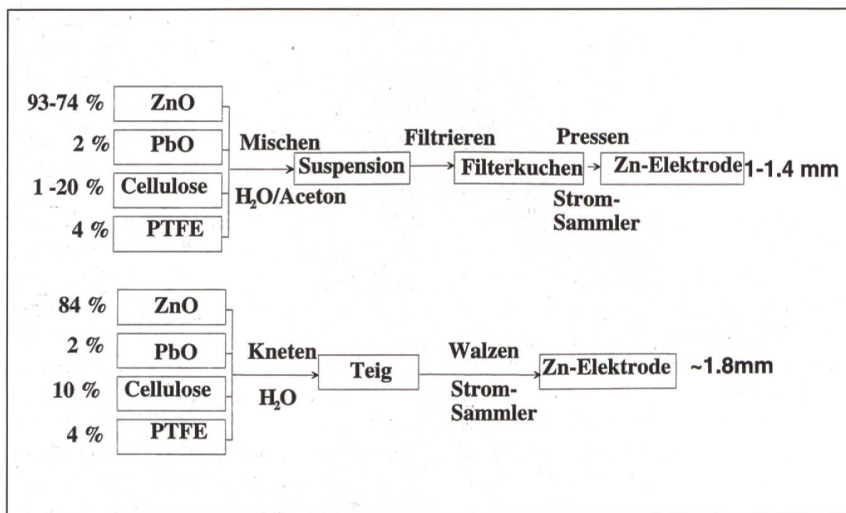 93-74 % ZnO
2 % PbO
1 -20 % Cellulose
4 % PTFE
Mischen
H₂O/Aceton
Suspension
Filtrieren
Filterkuchen
Pressen
Strom-
Sammler
Zn-Elektrode 1-1.4 mm
84 % ZnO
2 % PbO
10 % Cellulose
4 % PTFE
Kneten
H₂O
Teig
Walzen
Strom-
Sammler
Zn-Elektrode ~1.8mm